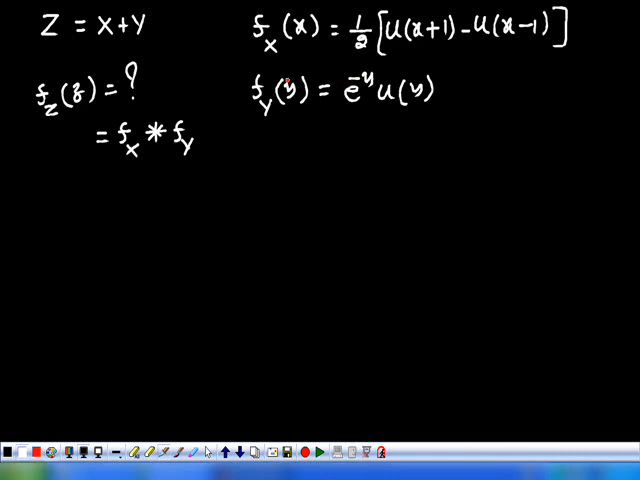 Z = X+Y
f_Z(z) = ?
= f_X * f_Y
f_X(x) = 1/2 [u(x+1) - u(x-1)]
f_Y(y) = e^-y u(y)